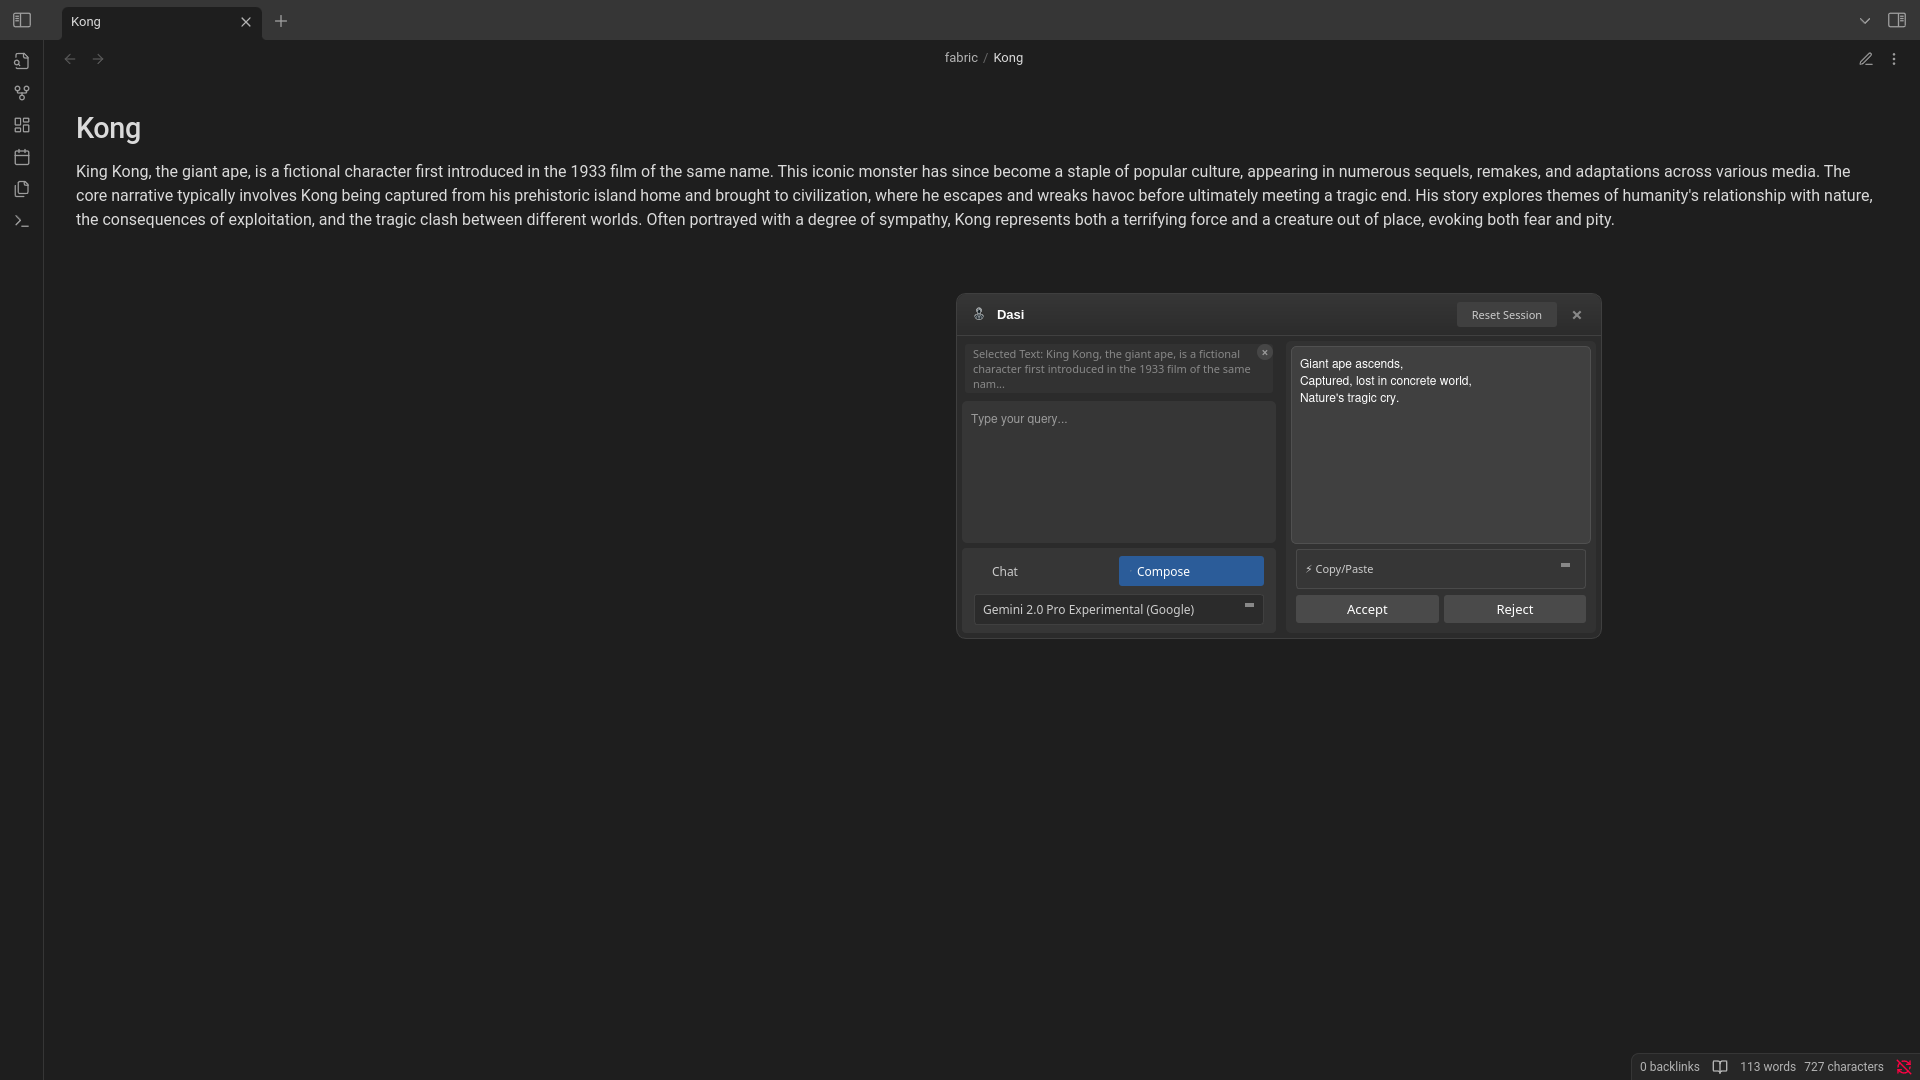 Kong
fabric / Kong
Kong
King Kong, the giant ape, is a fictional character first introduced in the 1933 film of the same name. This iconic monster has since become a staple of popular culture, appearing in numerous sequels, remakes, and adaptations across various media. The
core narrative typically involves Kong being captured from his prehistoric island home and brought to civilization, where he escapes and wreaks havoc before ultimately meeting a tragic end. His story explores themes of humanity's relationship with nature,
the consequences of exploitation, and the tragic clash between different worlds. Often portrayed with a degree of sympathy, Kong represents both a terrifying force and a creature out of place, evoking both fear and pity.
Dasi
Reset Session
Selected Text: King Kong, the giant ape, is a fictional
character first introduced in the 1933 film of the same
nam...
Type your query...
Chat
Compose
Gemini 2.0 Pro Experimental (Google)
Giant ape ascends,
Captured, lost in concrete world,
Nature's tragic cry.
⚡ Copy/Paste
Accept
Reject
0 backlinks
113 words
727 characters